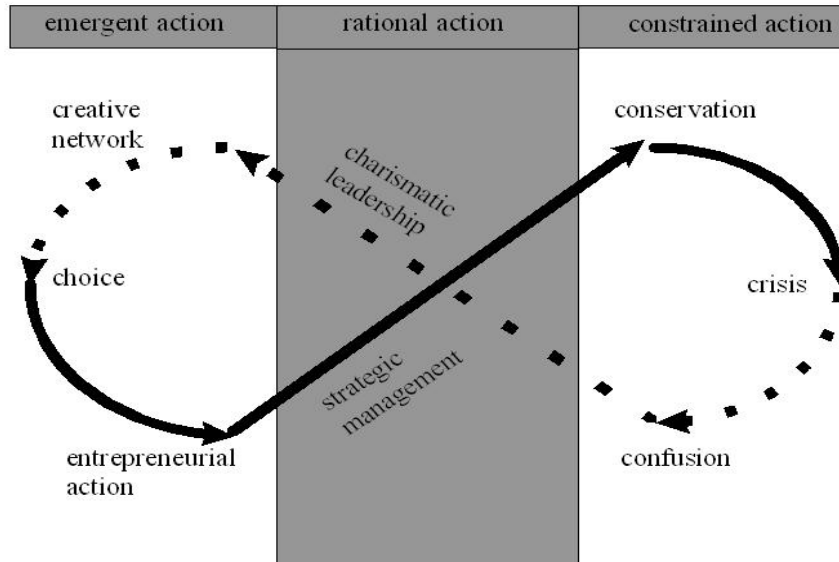 emergent action
rational action
constrained action
creative
network
charismatic
leadership
conservation
choice
crisis
strategic
management
entrepreneurial
action
confusion